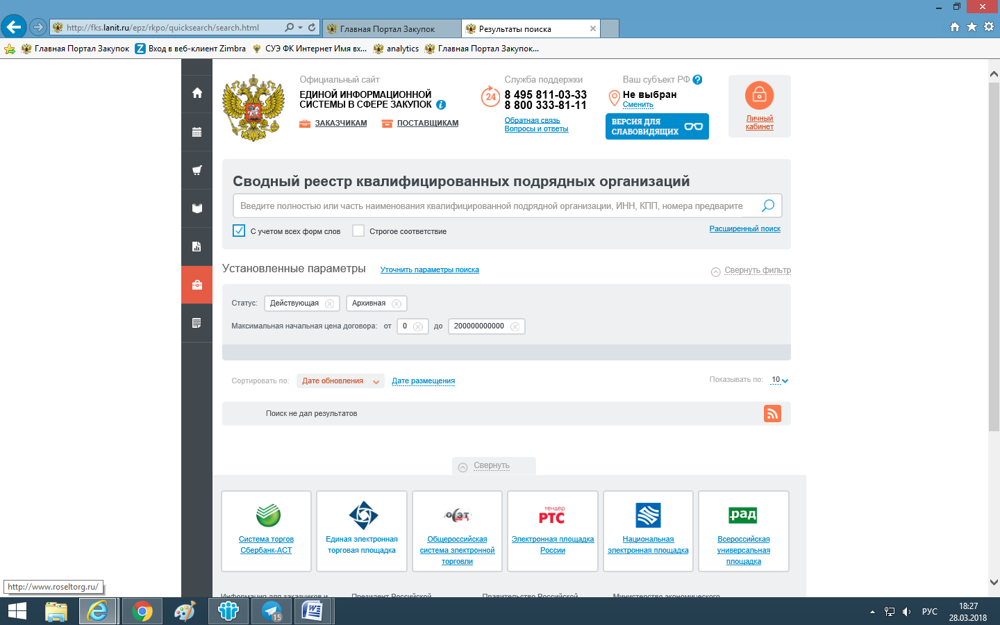 http://fks.lanit.ru/epz/rkpo/quicksearch/search.html
Главная Портал Закупок
Результаты поиска
Главная Портал Закупок
Вход в веб-клиент Zimbra
СУЭ ФК Интернет Имя вх...
analytics
Главная Портал Закупок...
Официальный сайт
ЕДИНОЙ ИНФОРМАЦИОННОЙ
СИСТЕМЫ В СФЕРЕ ЗАКУПОК
ЗАКАЗЧИКАМ
ПОСТАВЩИКАМ
24
Служба поддержки
8 495 811-03-33
8 800 333-81-11
Обратная связь
Вопросы и ответы
Ваш субъект РФ
Не выбран
Сменить
ВЕРСИЯ ДЛЯ
СЛАБОВИДЯЩИХ
Личный
кабинет
Сводный реестр квалифицированных подрядных организаций
Введите полностью или часть наименования квалифицированной подрядной организации, ИНН, КПП, номера предварите
С учетом всех форм слов
Строгое соответствие
Расширенный поиск
Установленные параметры
Уточнить параметры поиска
Свернуть фильтр
Статус:
Действующая
Архивная
Максимальная начальная цена договора: от 0 до 200000000000
Сортировать по:
Дате обновления
Дате размещения
Показывать по: 10
Поиск не дал результатов
Свернуть
Система торгов
Сбербанк-АСТ
Единая электронная
торговая площадка
ОСЭТ
Общероссийская
система электронной
торговли
тендер
РТС
Электронная площадка
России
Национальная
электронная площадка
рад
Всероссийская
универсальная
площадка
http://www.roseltorg.ru/
Информация для заказчиков и
Президент Российской
Правительство Российской
Министерство экономического
15
РУС
18:27
28.03.2018